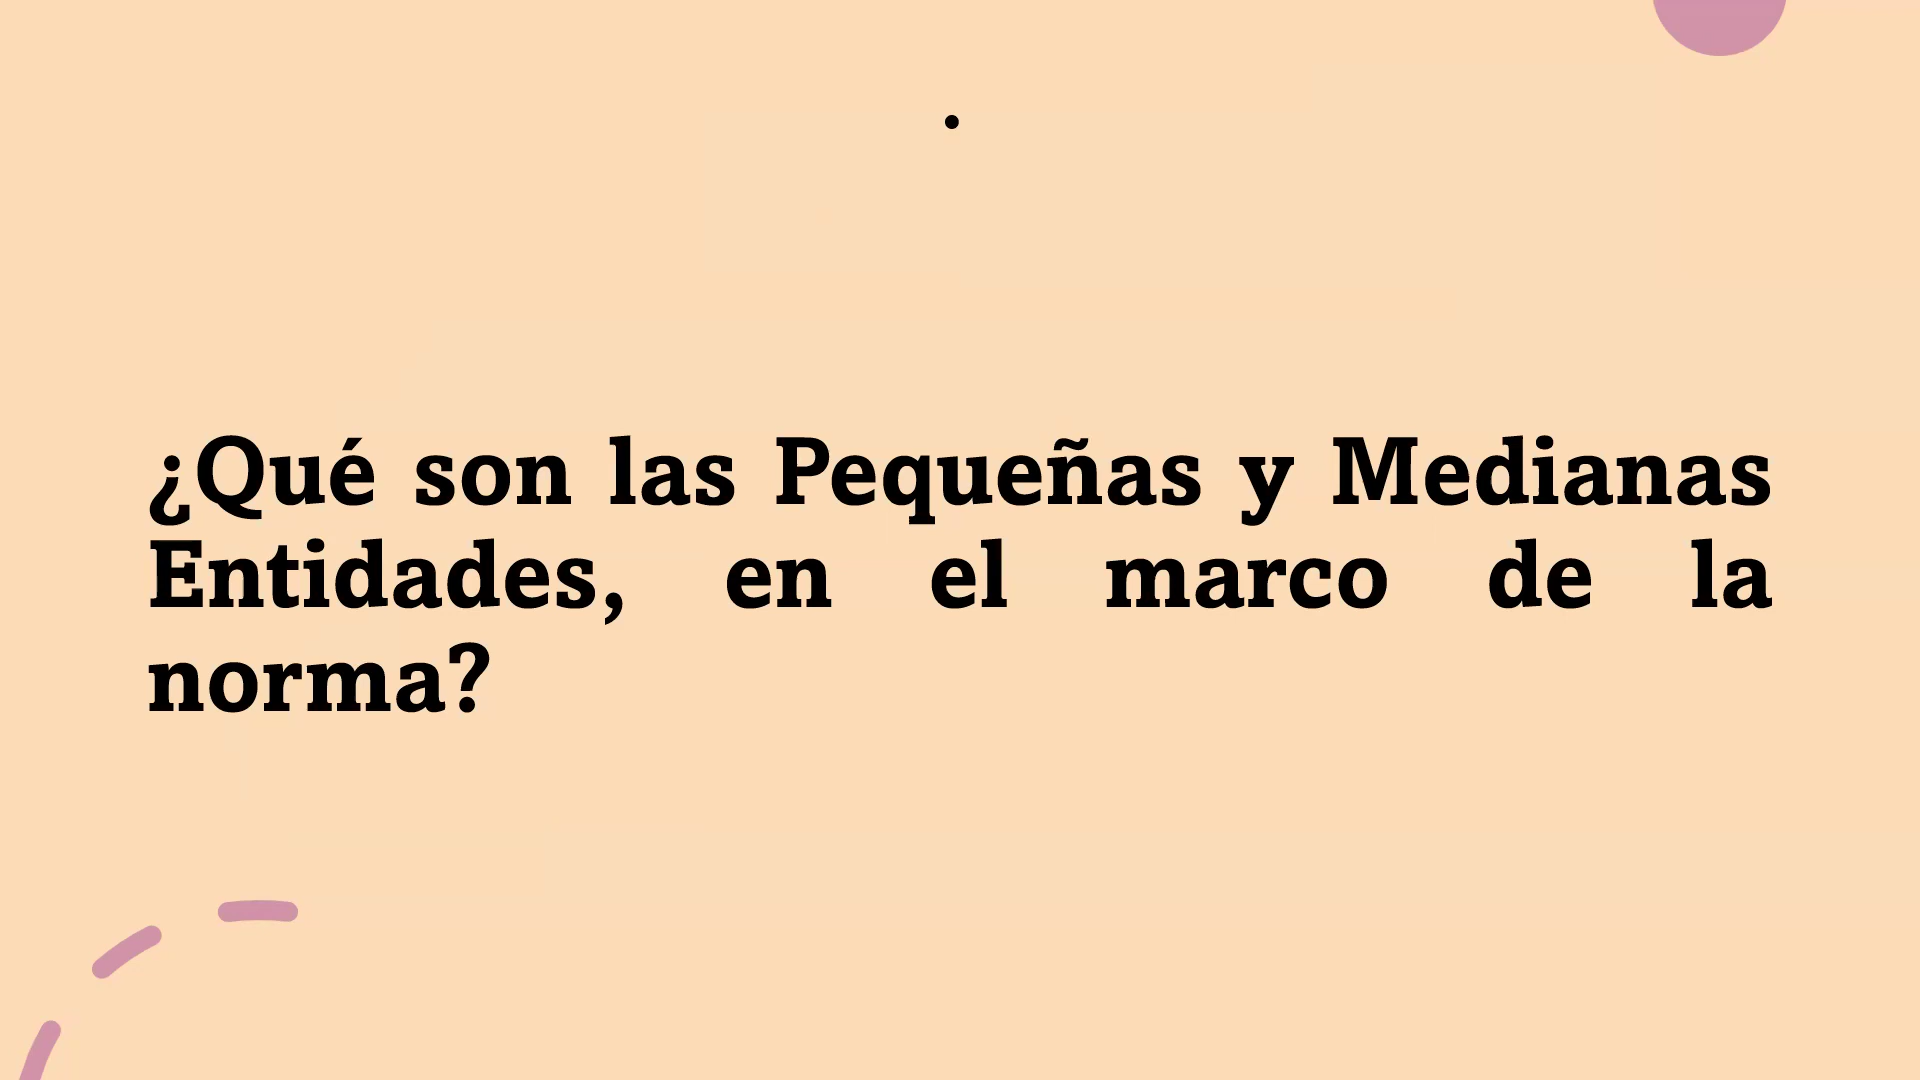 ¿Qué son las Pequeñas y Medianas
Entidades, en el marco de la
norma?